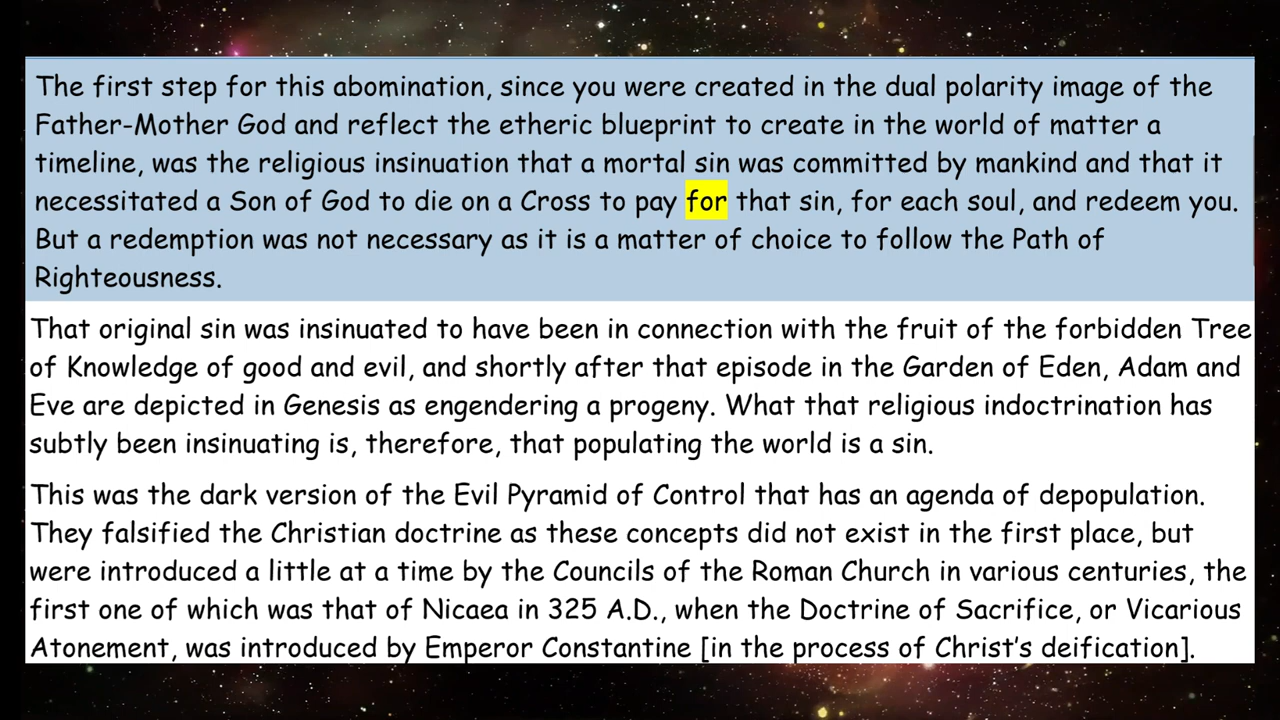 The first step for this abomination, since you were created in the dual polarity image of the
Father-Mother God and reflect the etheric blueprint to create in the world of matter a
timeline, was the religious insinuation that a mortal sin was committed by mankind and that it
necessitated a Son of God to die on a Cross to pay for that sin, for each soul, and redeem you.
But a redemption was not necessary as it is a matter of choice to follow the Path of
Righteousness.
That original sin was insinuated to have been in connection with the fruit of the forbidden Tree
of Knowledge of good and evil, and shortly after that episode in the Garden of Eden, Adam and
Eve are depicted in Genesis as engendering a progeny. What that religious indoctrination has
subtly been insinuating is, therefore, that populating the world is a sin.
This was the dark version of the Evil Pyramid of Control that has an agenda of depopulation.
They falsified the Christian doctrine as these concepts did not exist in the first place, but
were introduced a little at a time by the Councils of the Roman Church in various centuries, the
first one of which was that of Nicaea in 325 A.D., when the Doctrine of Sacrifice, or Vicarious
Atonement, was introduced by Emperor Constantine [in the process of Christ's deification].